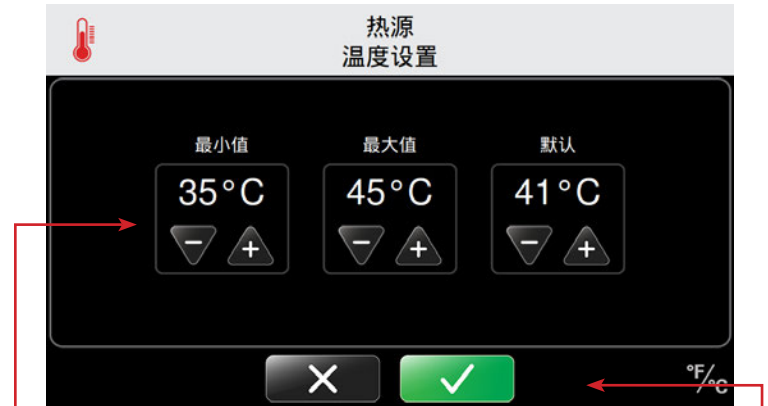 热源
温度设置
最小值 最大值 默认
35°C 45°C 41°C
- + - + - +
°F/°C